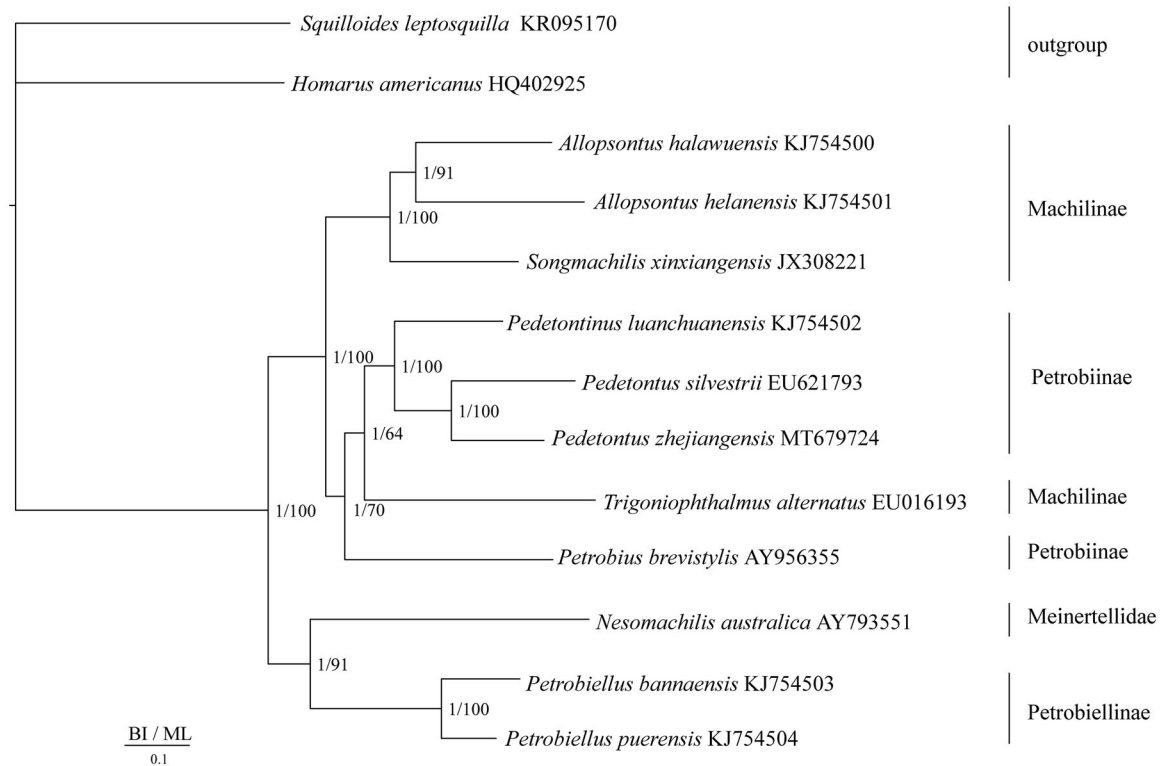 Squilloides leptosquilla KR095170
outgroup
Homarus americanus HQ402925
Allopsontus halawuensis KJ754500
1/91
Allopsontus helanensis KJ754501
Machilinae
1/100
Songmachilis xinxiangensis JX308221
Pedetontinus luanchuanensis KJ754502
1/100
1/100
Petrobiinae
Pedetontus silvestrii EU621793
1/100
1/64
Pedetontus zhejiangensis MT679724
Trigoniophthalmus alternatus EU016193
Machilinae
1/100
1/70
Petrobius brevistylis AY956355
Petrobiinae
Nesomachilis australica AY793551
Meinertellidae
1/91
Petrobiellus bannaensis KJ754503
1/100
Petrobiellinae
Petrobiellus puerensis KJ754504
BI / ML
0.1